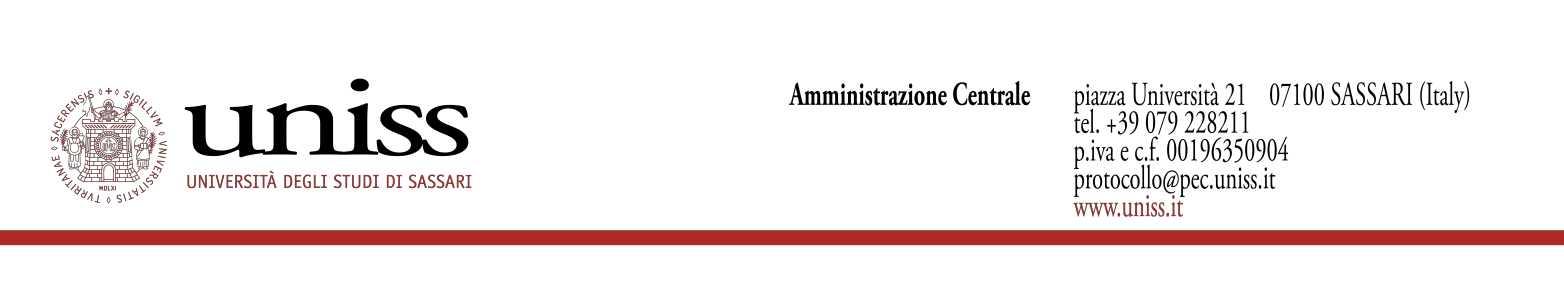 SIGILLVM ◊ VNIVERSITATIS ◊ TVRRITANAE ◊ SACERENSIS ◊
MDLXI
uniss
UNIVERSITÀ DEGLI STUDI DI SASSARI
Amministrazione Centrale
piazza Università 21 07100 SASSARI (Italy)
tel. +39 079 228211
p.iva e c.f. 00196350904
protocollo@pec.uniss.it
www.uniss.it